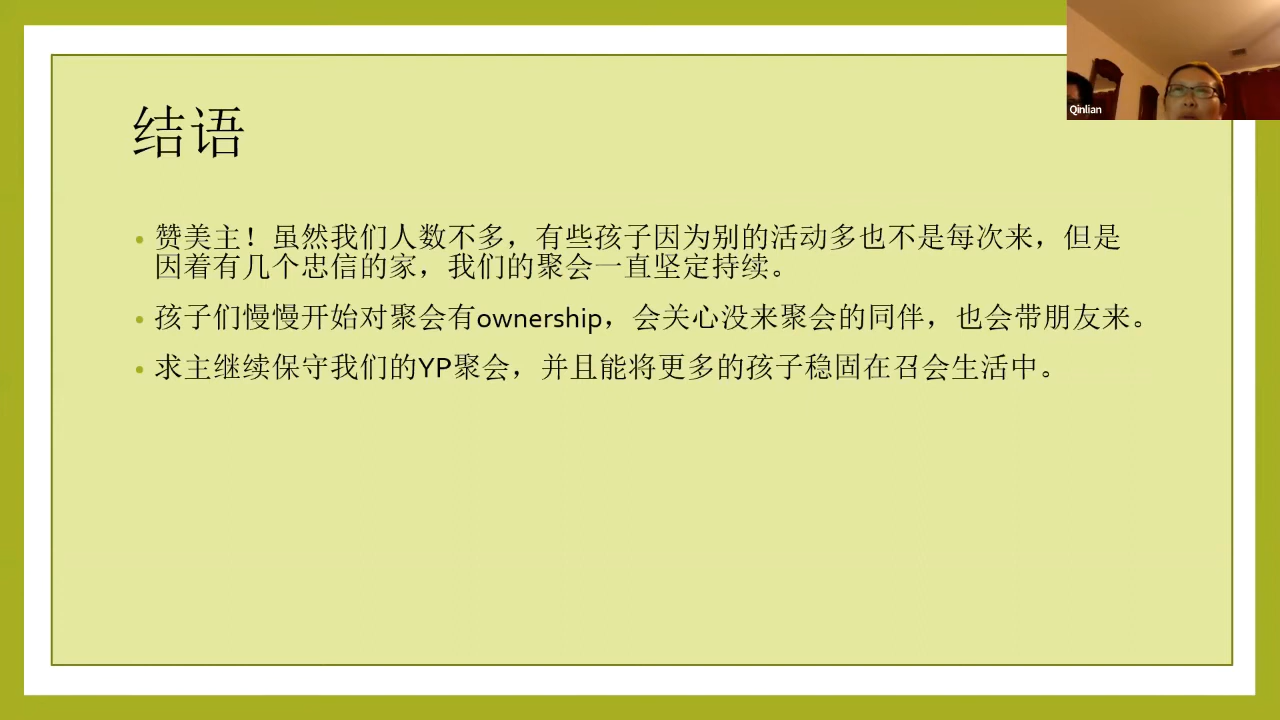 结语
赞美主！虽然我们人数不多，有些孩子因为别的活动多也不是每次来，但是
因着有几个忠信的家，我们的聚会一直坚定持续。
孩子们慢慢开始对聚会有ownership，会关心没来聚会的同伴，也会带朋友来。
求主继续保守我们的YP聚会，并且能将更多的孩子稳固在召会生活中。
Qinlian